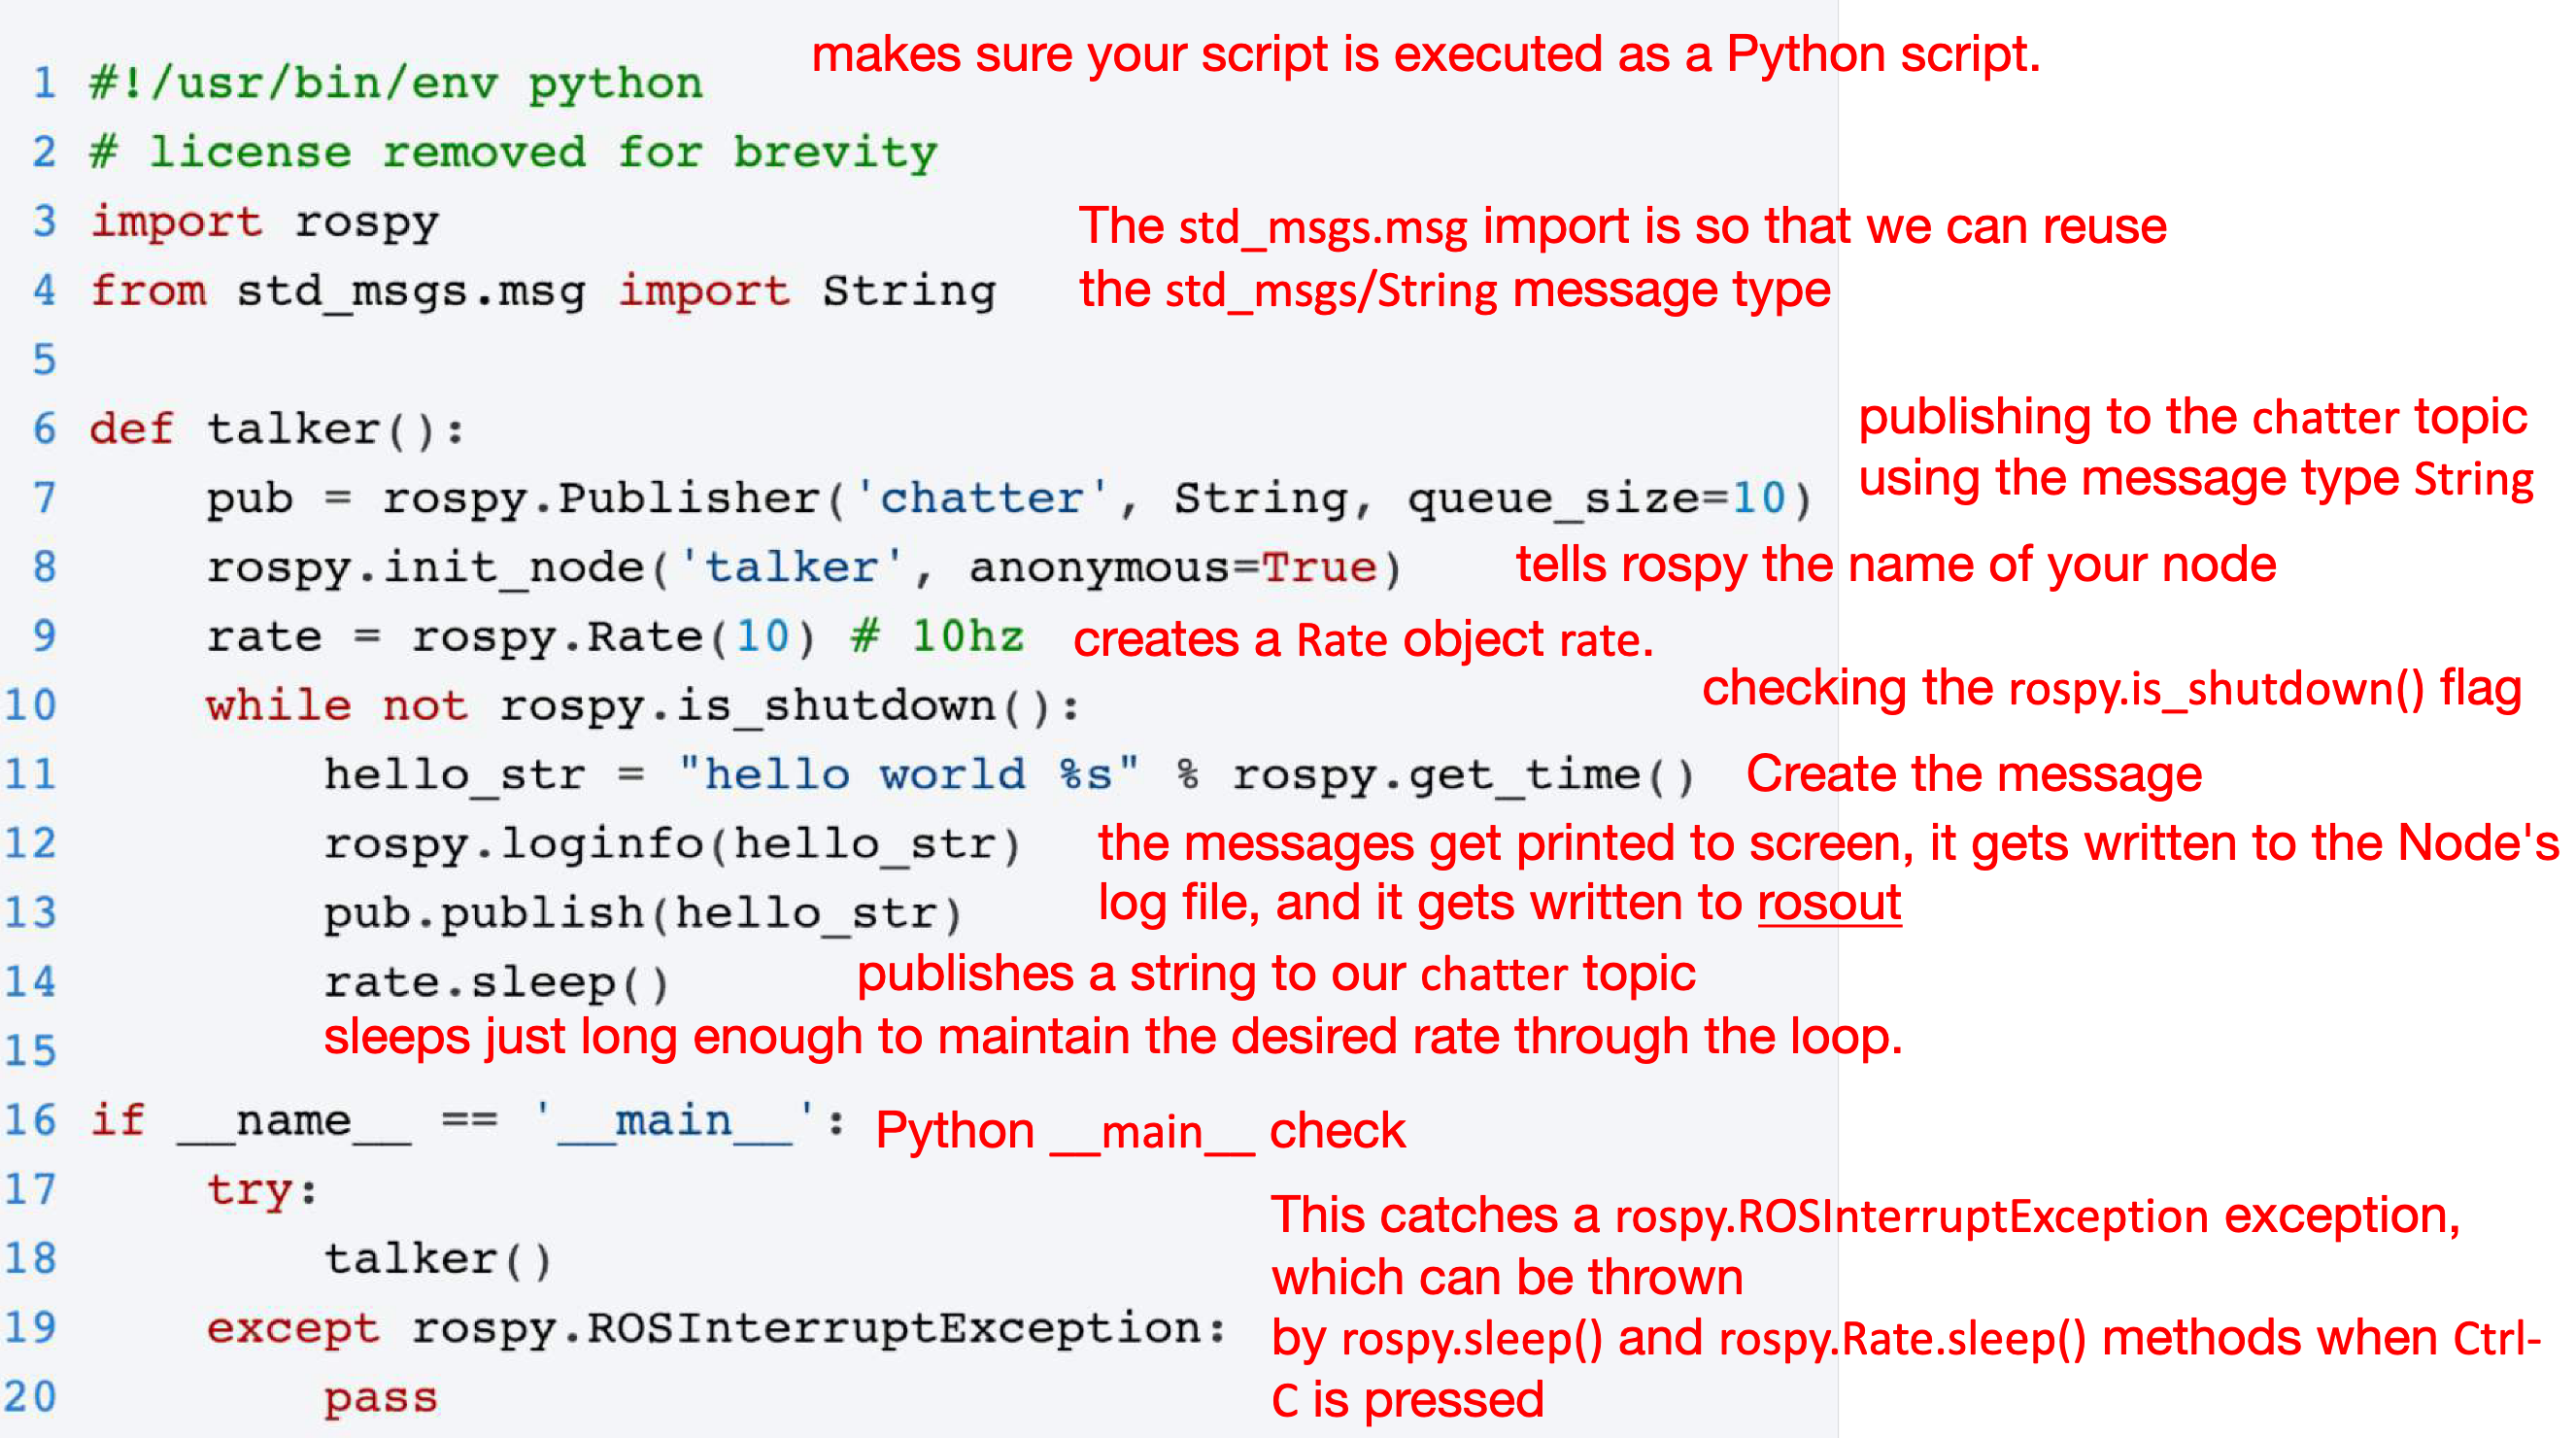 makes sure your script is executed as a Python script.
1 #!/usr/bin/env python
2 # license removed for brevity
3 import rospy
The std_msgs.msg import is so that we can reuse
4 from std_msgs.msg import String
the std_msgs/String message type
5
6 def talker():
publishing to the chatter topic
using the message type String
7     pub = rospy.Publisher('chatter', String, queue_size=10)
8     rospy.init_node('talker', anonymous=True)
tells rospy the name of your node
9     rate = rospy.Rate(10) # 10hz
creates a Rate object rate.
checking the rospy.is_shutdown() flag
10     while not rospy.is_shutdown():
11         hello_str = "hello world %s" % rospy.get_time()
Create the message
12         rospy.loginfo(hello_str)
the messages get printed to screen, it gets written to the Node's
log file, and it gets written to rosout
13         pub.publish(hello_str)
publishes a string to our chatter topic
14         rate.sleep()
sleeps just long enough to maintain the desired rate through the loop.
15
16 if __name__ == '__main__':
Python __main__ check
17     try:
This catches a rospy.ROSInterruptException exception,
which can be thrown
by rospy.sleep() and rospy.Rate.sleep() methods when Ctrl-
C is pressed
18         talker()
19     except rospy.ROSInterruptException:
20         pass